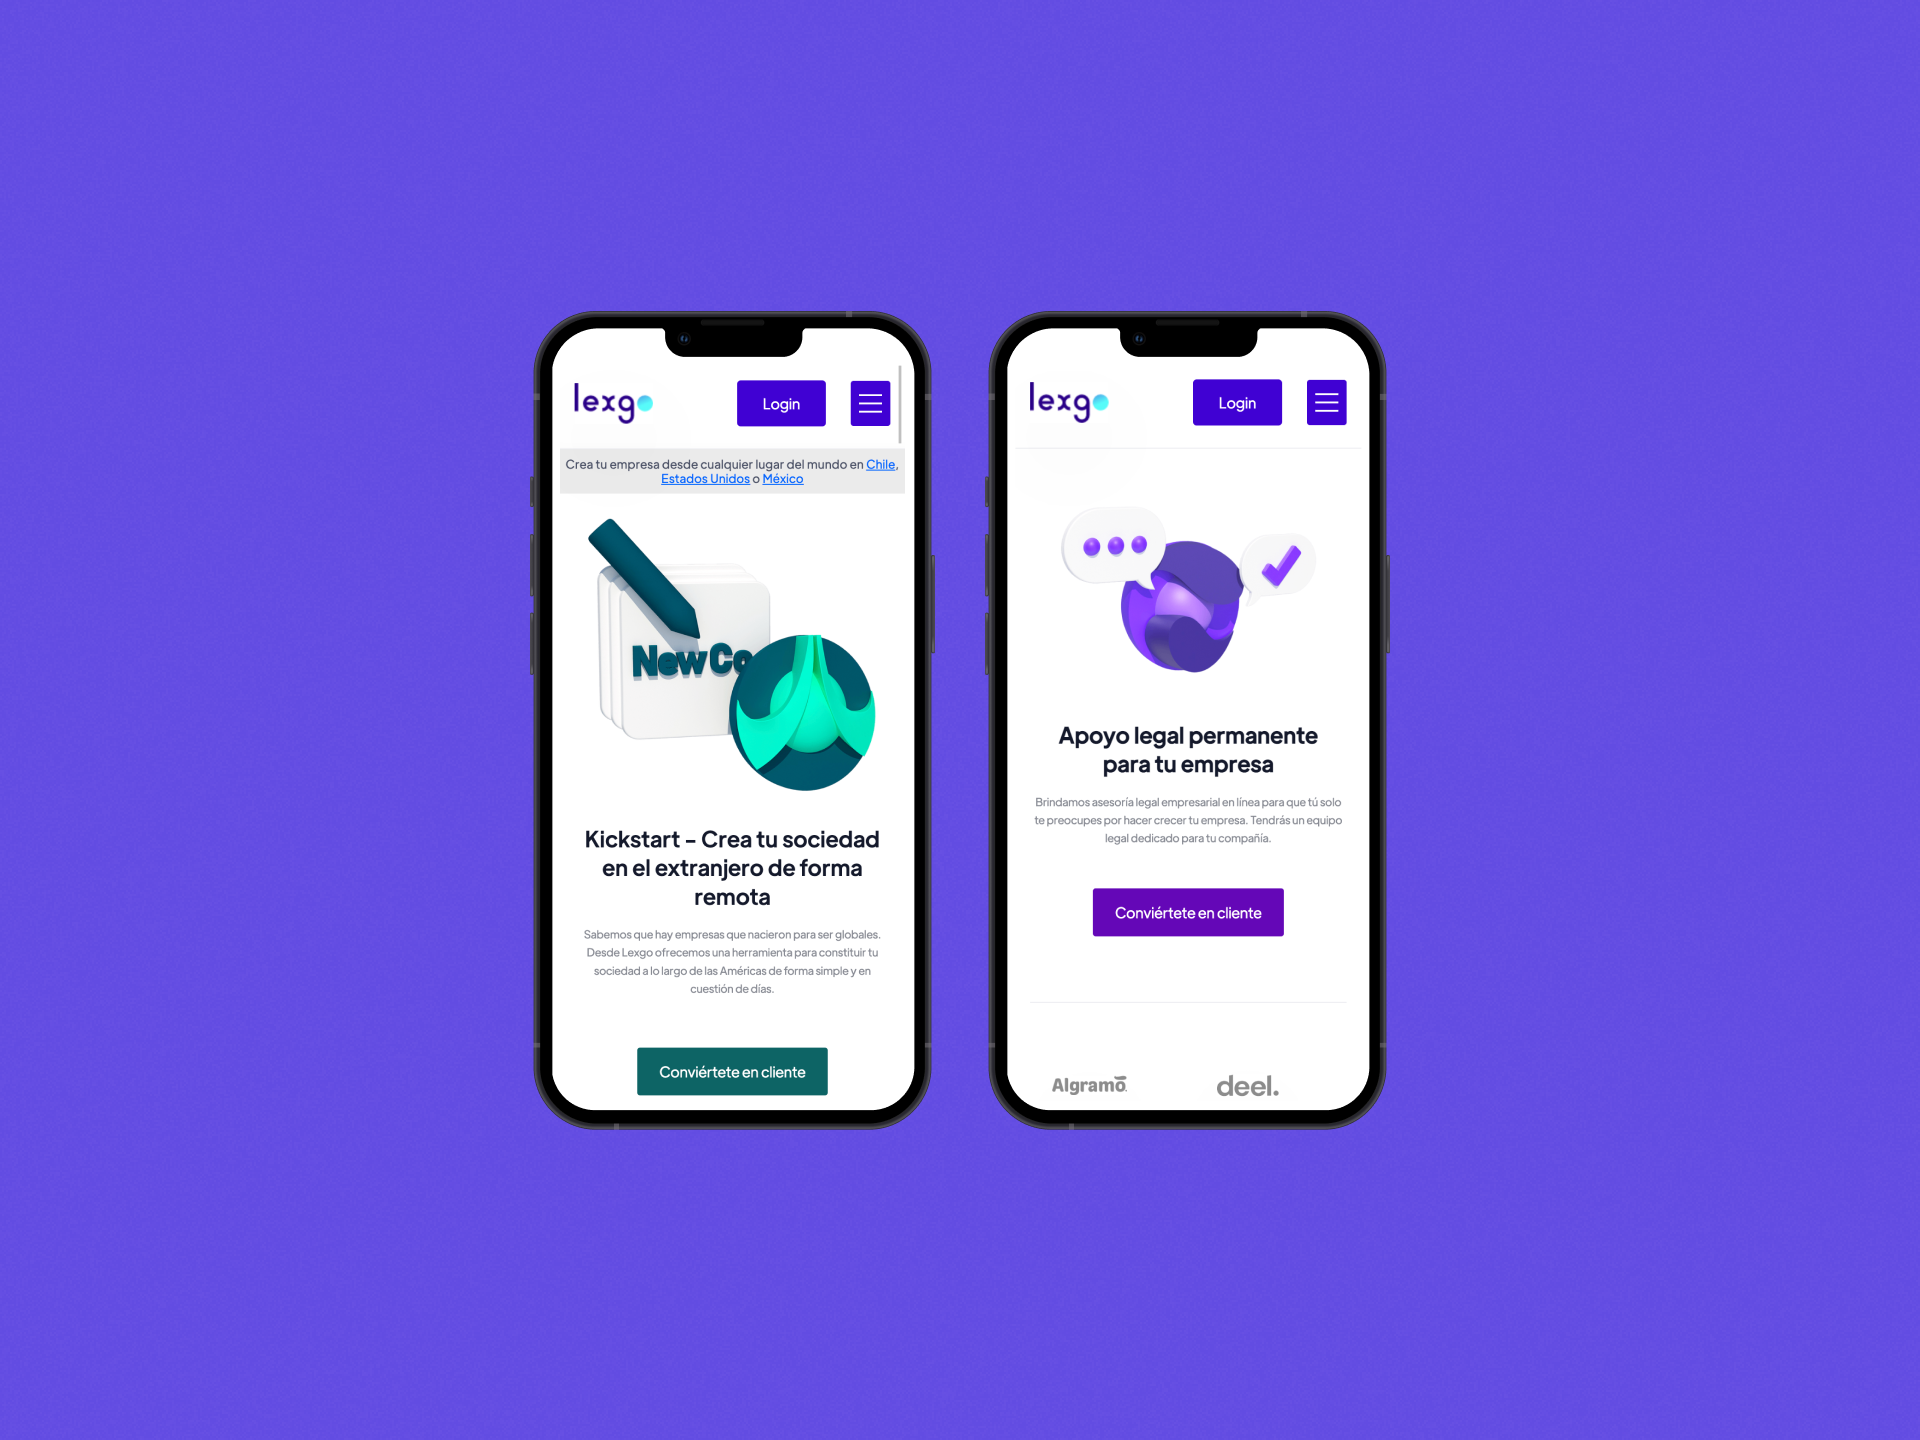 lexgo
Login
Crea tu empresa desde cualquier lugar del mundo en Chile,
Estados Unidos o México
New Co
Kickstart – Crea tu sociedad
en el extranjero de forma
remota
Sabemos que hay empresas que nacieron para ser globales.
Desde Lexgo ofrecemos una herramienta para constituir tu
sociedad a lo largo de las Américas de forma simple y en
cuestión de días.
Conviértete en cliente
lexgo
Login
Apoyo legal permanente
para tu empresa
Brindamos asesoría legal empresarial en línea para que tú solo
te preocupes por hacer crecer tu empresa. Tendrás un equipo
legal dedicado para tu compañía.
Conviértete en cliente
Algramo
deel.